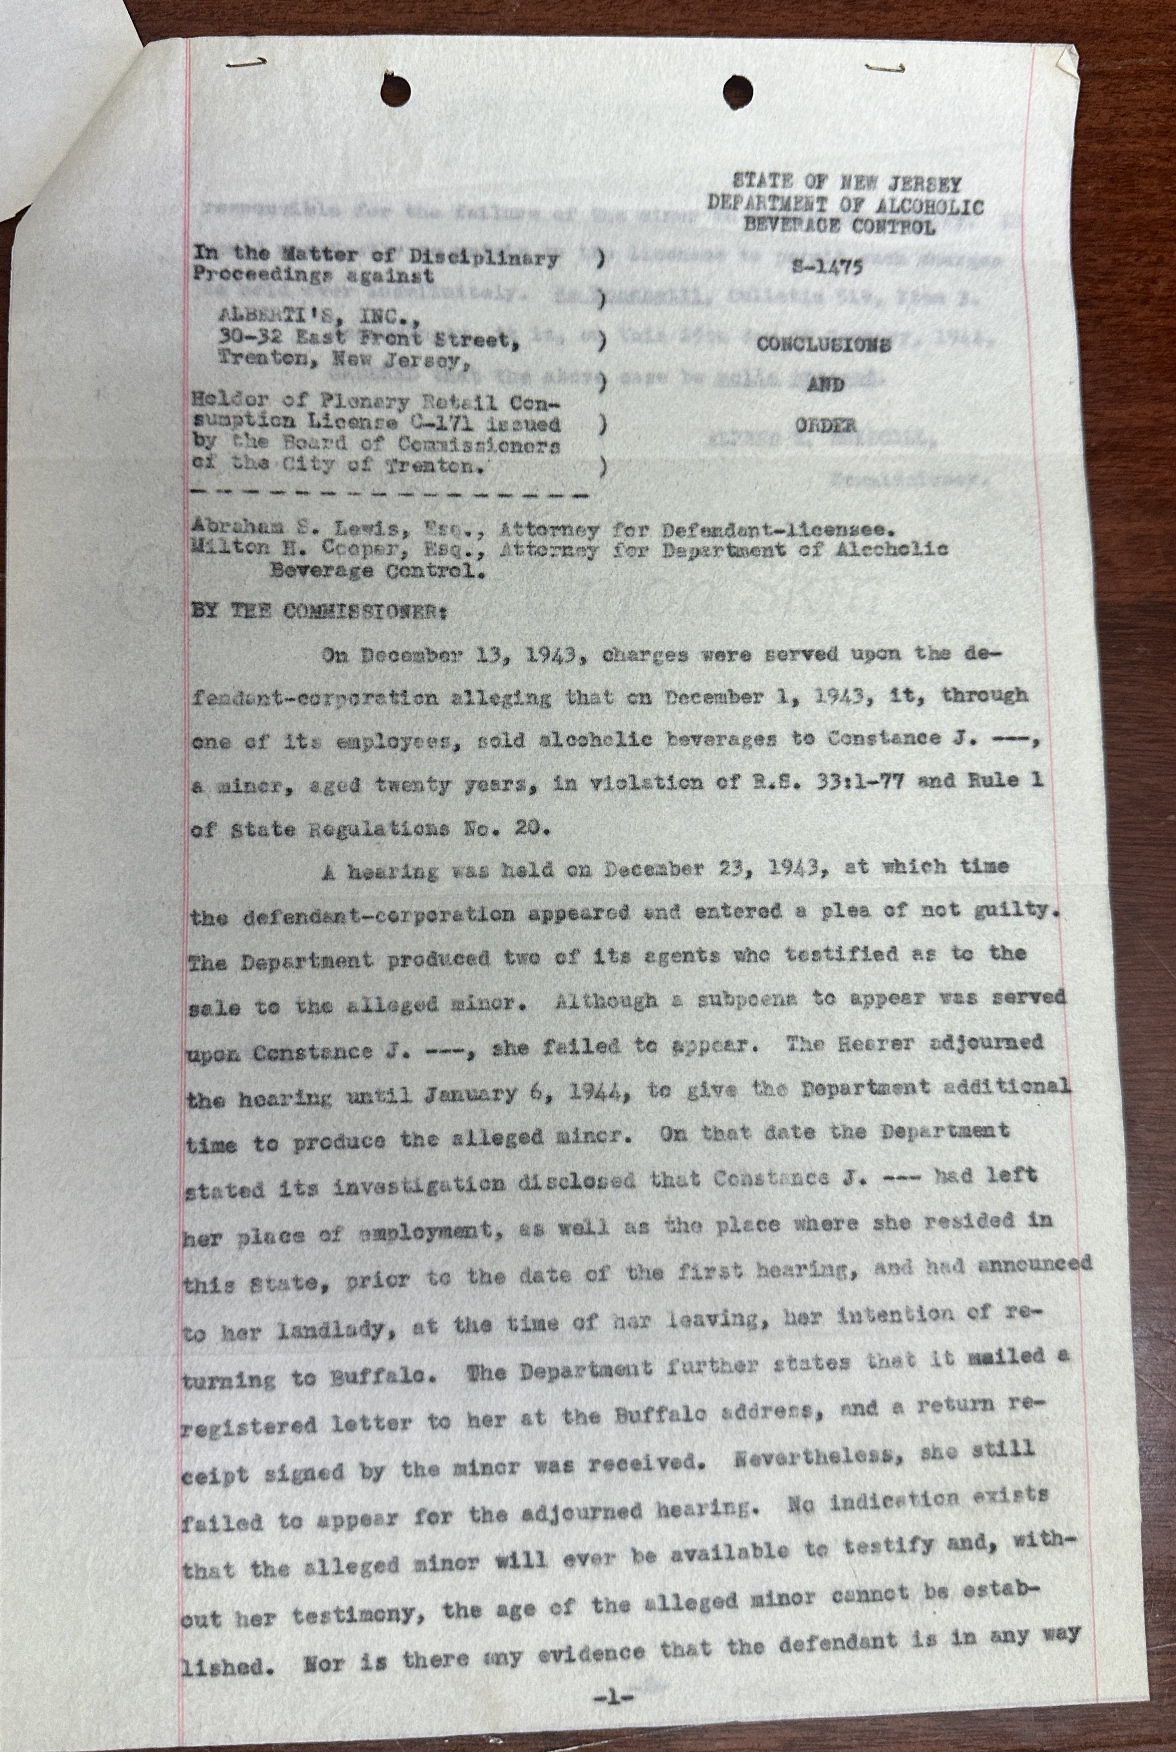 STATE OF NEW JERSEY
DEPARTMENT OF ALCOHOLIC
BEVERAGE CONTROL
In the Matter of Disciplinary )
Proceedings against
S-1475
)
ALBERTI'S, INC.,
30-32 East Front Street, )
Trenton, New Jersey,
CONCLUSIONS
)
AND
Holder of Plenary Retail Con-
sumption License C-171 issued )
by the Board of Commissioners
of the City of Trenton. )
ORDER
- - - - - - - - - - - - - - - - -
Abraham S. Lewis, Esq., Attorney for Defendant-licensee.
Milton H. Cooper, Esq., Attorney for Department of Alcoholic
Beverage Control.
BY THE COMMISSIONER:
On December 13, 1943, charges were served upon the de-
fendant-corporation alleging that on December 1, 1943, it, through
one of its employees, sold alcoholic beverages to Constance J. ---,
a minor, aged twenty years, in violation of R.S. 33:1-77 and Rule 1
of State Regulations No. 20.
A hearing was held on December 23, 1943, at which time
the defendant-corporation appeared and entered a plea of not guilty.
The Department produced two of its agents who testified as to the
sale to the alleged minor. Although a subpoena to appear was served
upon Constance J. ---, she failed to appear. The Hearer adjourned
the hearing until January 6, 1944, to give the Department additional
time to produce the alleged minor. On that date the Department
stated its investigation disclosed that Constance J. --- had left
her place of employment, as well as the place where she resided in
this State, prior to the date of the first hearing, and had announced
to her landlady, at the time of her leaving, her intention of re-
turning to Buffalo. The Department further states that it mailed a
registered letter to her at the Buffalo address, and a return re-
ceipt signed by the minor was received. Nevertheless, she still
failed to appear for the adjourned hearing. No indication exists
that the alleged minor will ever be available to testify and, with-
out her testimony, the age of the alleged minor cannot be estab-
lished. Nor is there any evidence that the defendant is in any way
-1-